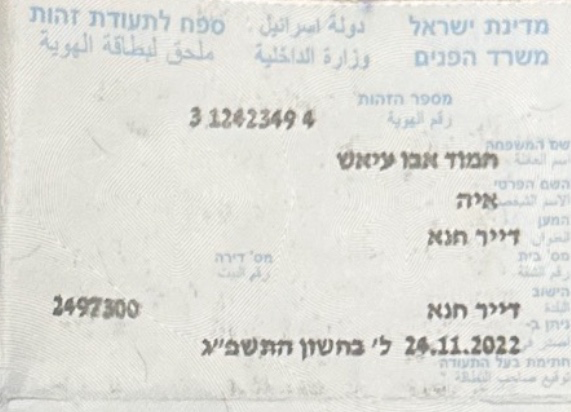 מדינת ישראל دولة اسرائيل ספח לתעודת זהות
משרד הפנים وزارة الداخلية ملحق لبطاقة الهوية
מספר הזהות
رقم الهوية 3 1242349 4
שם המשפחה
اسم العائلة חמוד אבו עיאש
השם הפרטי
الاسم الشخصي איה
המען
العنوان דייר חנא
מס' בית מס' דירה
رقم الشقة رقم البيت
הישוב
البلدة דייר חנא 2497300
ניתן ב-
24.11.2022 ל' בחשון התשפ"ג
חתימת בעל התעודה
توقيع صاحب البطاقة